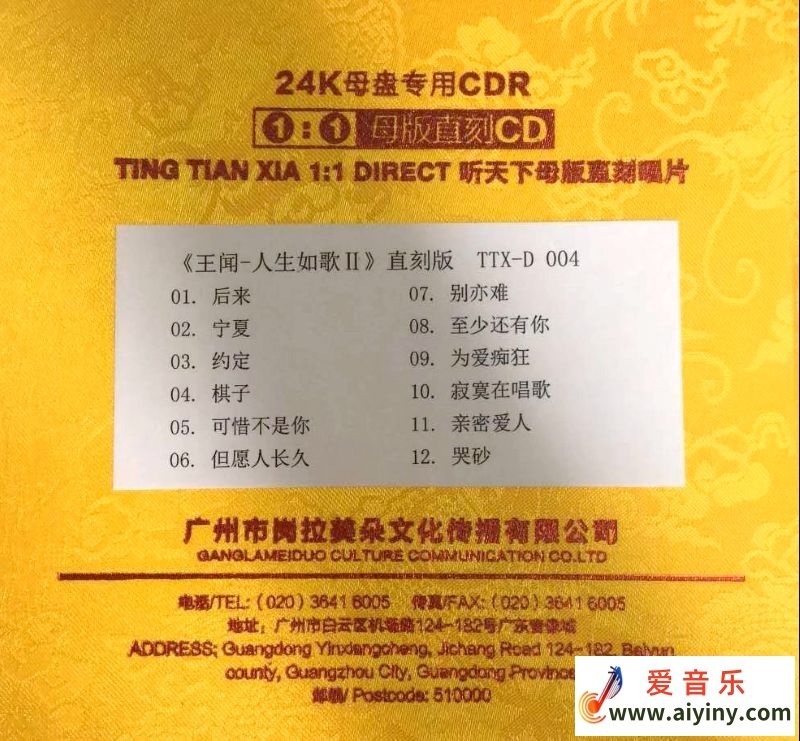 24K母盘专用CDR
1:1 母版直刻CD
TING TIAN XIA 1:1 DIRECT 听天下母版直刻唱片
《王闻-人生如歌Ⅱ》直刻版 TTX-D 004
01. 后来
02. 宁夏
03. 约定
04. 棋子
05. 可惜不是你
06. 但愿人长久
07. 别亦难
08. 至少还有你
09. 为爱痴狂
10. 寂寞在唱歌
11. 亲密爱人
12. 哭砂
广州市岗拉美朵文化传播有限公司
GANGLAMEIDUO CULTURE COMMUNICATION CO.LTD
电话/TEL: (020) 3641 6005 传真/FAX: (020) 3641 6005
地址: 广州市白云区机场路124-182号广东音像城
ADDRESS: Guangdong Yinxiangcheng, Jichang Road 124-182, Baiyun
county, Guangzhou City, Guangdong Province
邮编/ Postcode: 510000
爱音乐
www.aiyiny.com